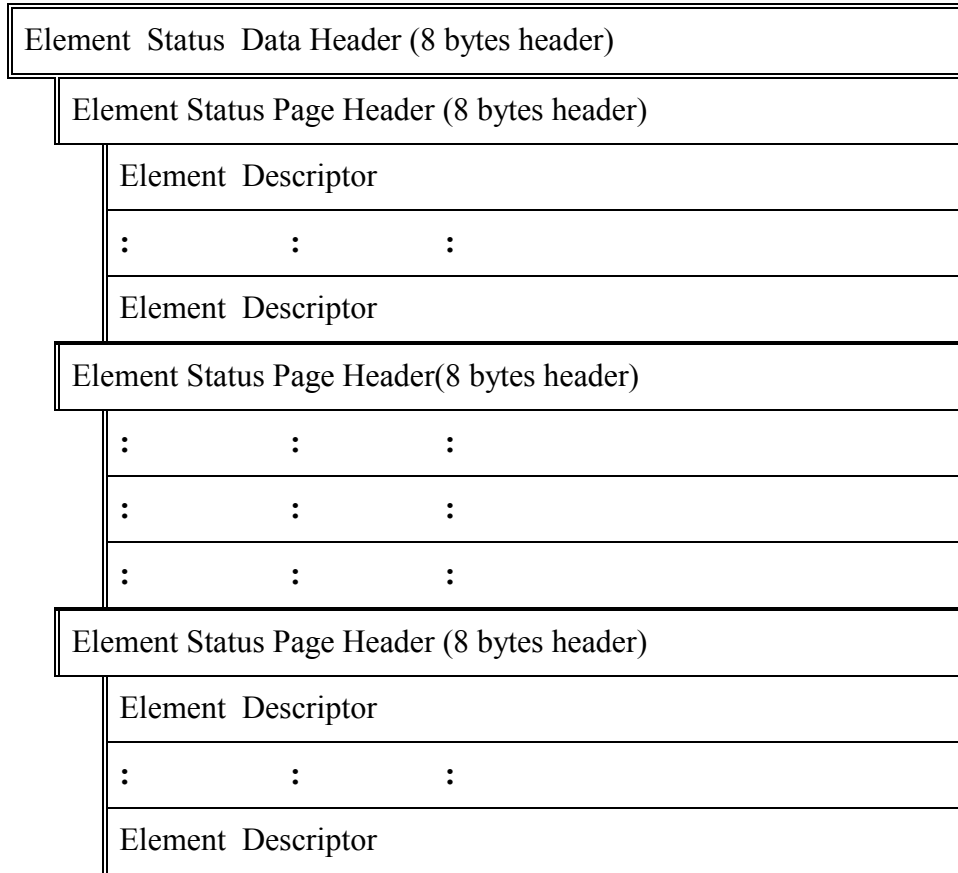 Element Status Data Header (8 bytes header)
Element Status Page Header (8 bytes header)
Element Descriptor
: : :
Element Descriptor
Element Status Page Header(8 bytes header)
: : :
: : :
: : :
Element Status Page Header (8 bytes header)
Element Descriptor
: : :
Element Descriptor